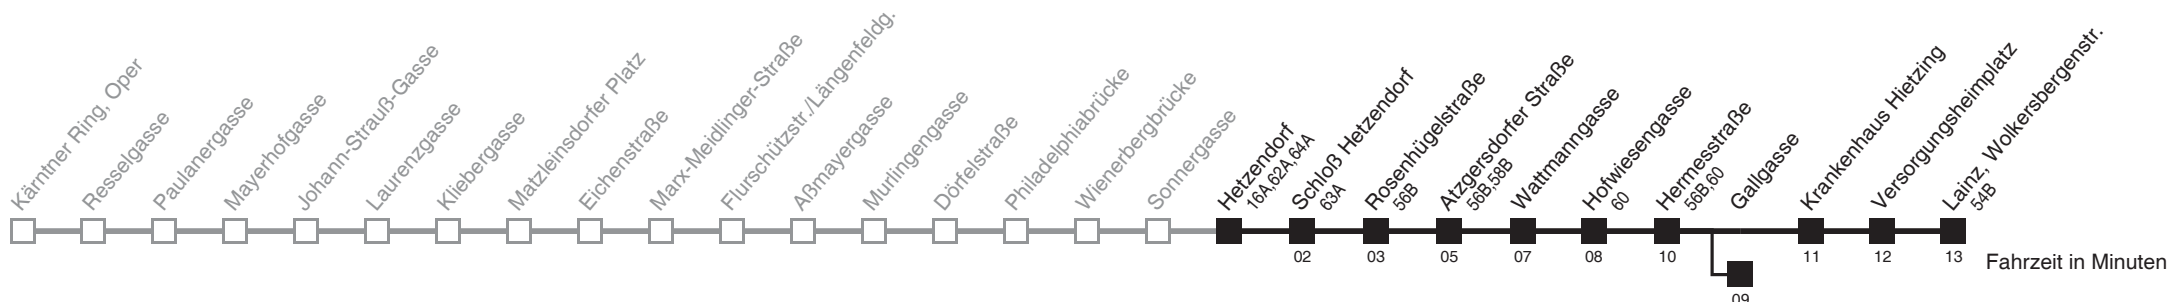 Kärntner Ring, Oper
Resselgasse
Paulanergasse
Mayerhofgasse
Johann-Strauß-Gasse
Laurenzgasse
Kliebergasse
Matzleinsdorfer Platz
Eichenstraße
Marx-Meidlinger-Straße
Flurschützstr./Längenfeldg.
Aßmayergasse
Murlingengasse
Dörfelstraße
Philadelphiabrücke
Wienerbergbrücke
Sonnergasse
Hetzendorf
16A,62A,64A
Schloß Hetzendorf
63A
Rosenhügelstraße
56B
Atzgersdorfer Straße
56B,58B
Wattmanngasse
Hofwiesengasse
60
Hermesstraße
56B,60
Gallgasse
Krankenhaus Hietzing
Versorgungsheimplatz
Lainz, Wolkersbergenstr.
54B
02 03 05 07 08 10 11 12 13
Fahrzeit in Minuten
09